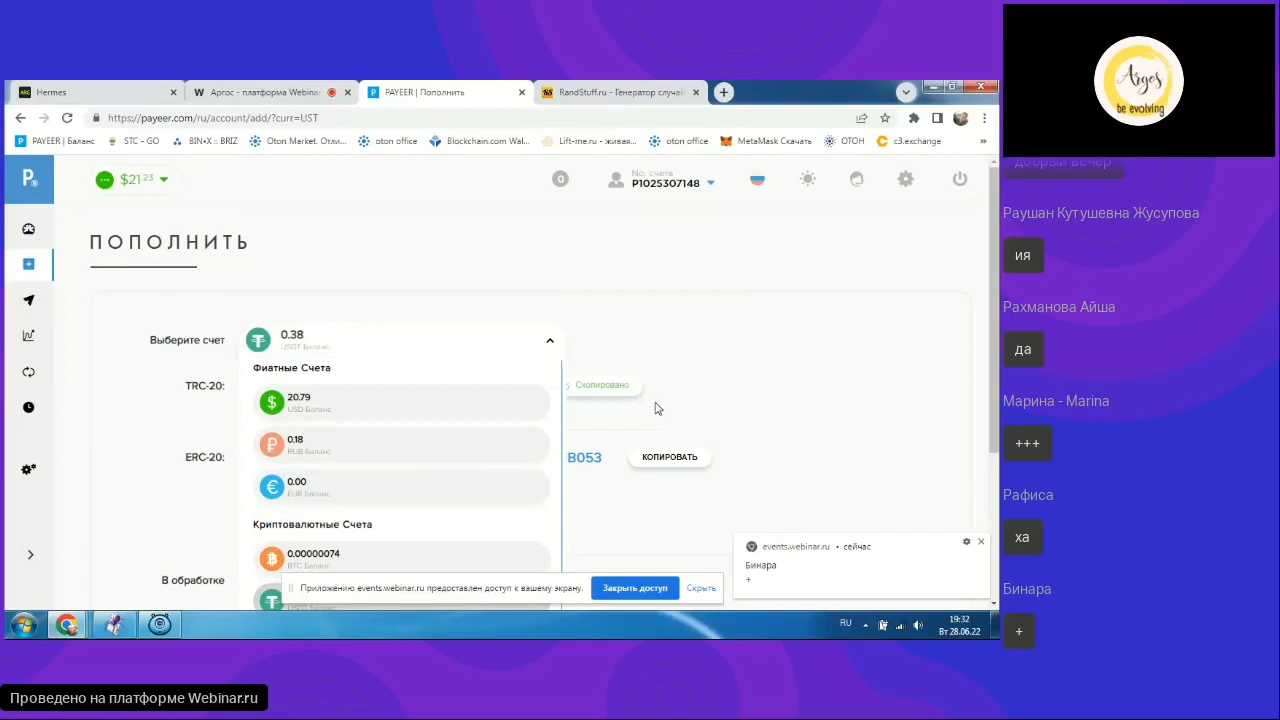 Hermes
Аргос - платформа Webinar
PAYEER | Пополнить
RandStuff.ru - Генератор случай
https://payeer.com/ru/account/add/?curr=UST
PAYEER | Баланс
STC - GO
BIN•X :: BRIZ
Oton Market: Отли...
oton office
Blockchain.com Wal...
Lift-me.ru - живая...
oton office
MetaMask Скачать
ОТОН
c3.exchange
»
$21.23
0
No. счета
P1025307148
ПОПОЛНИТЬ
Выберите счет
0.38
USDT Баланс
Фиатные Счета
TRC-20:
Скопировано
20.79
USD Баланс
0.18
RUB Баланс
ERC-20:
B053
КОПИРОВАТЬ
0.00
EUR Баланс
Криптовалютные Счета
0.00000074
BTC Баланс
В обработке
Приложению events.webinar.ru предоставлен доступ к вашему экрану.
Закрыть доступ
Скрыть
events.webinar.ru • сейчас
Бинара
+
RU
19:32
Вт 28.06.22
Argos
be evolving
добрый вечер
Раушан Кутушевна Жусупова
ия
Рахманова Айша
да
Марина - Marina
+++
Рафиса
ха
Бинара
+
Проведено на платформе Webinar.ru